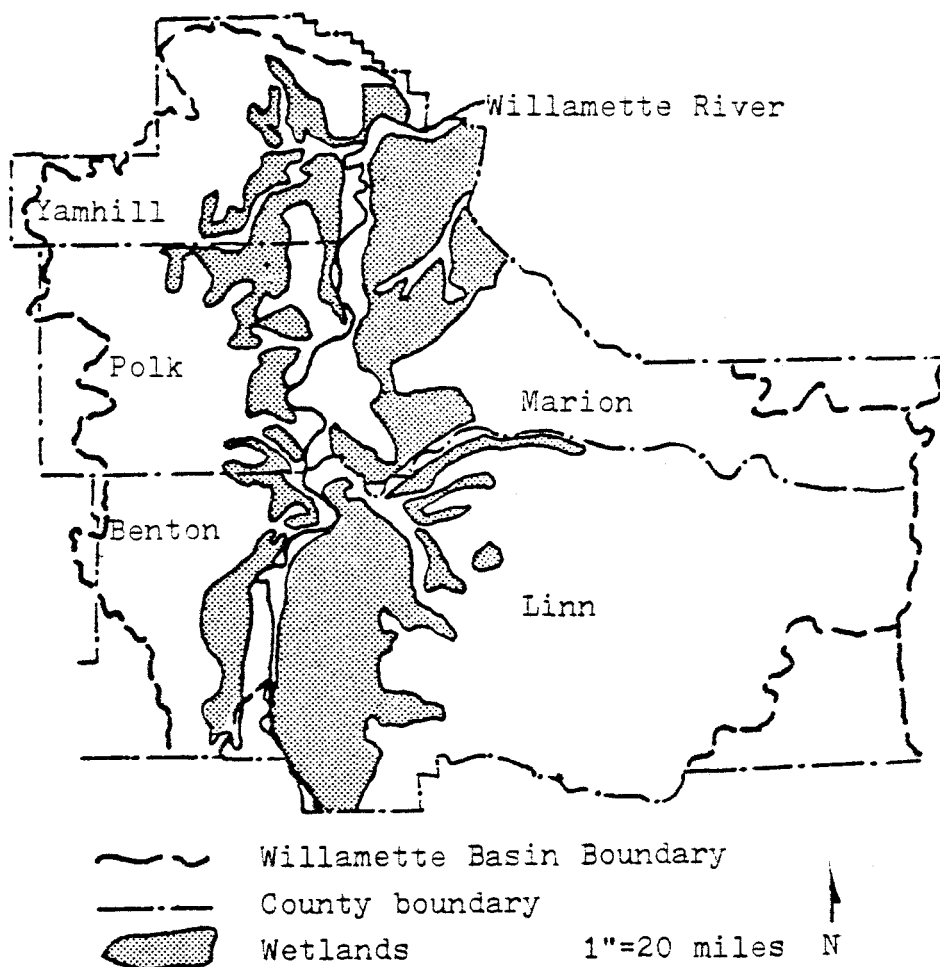 Willamette River
Yamhill
Polk
Marion
Benton
Linn
Willamette Basin Boundary
County boundary
Wetlands 1"=20 miles N